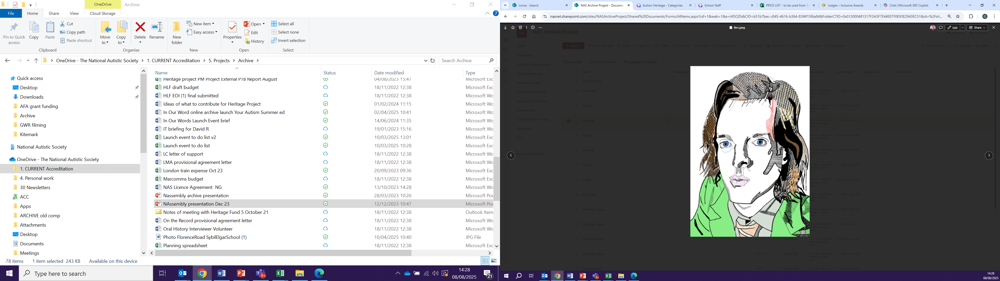 OneDrive
Archive
File
Home
Share
View
Cloud Storage
Pin to Quick access
Copy
Paste
Cut
Copy path
Paste shortcut
Move to
Copy to
Delete
Rename
New folder
New item
Easy access
Properties
Open
Edit
History
Select all
Select none
Invert selection
Clipboard
Organise
New
Open
Select
OneDrive - The National Autistic Society
1. CURRENT Accreditation
5. Projects
Archive
Search Archive
Quick access
Desktop
Downloads
AFA grant funding
Archive
GWR filming
Kitemark
National Autistic Society
OneDrive - The National Autistic Society
1. CURRENT Accreditation
4. Personal work
30 Newsletters
ACC
Apps
ARCHIVE old comp
Attachments
Desktop
Documents
Meetings
Name Status Date modified Type
Heritage project PM Project External PTB Report August 04/08/2023 15:47 Microsoft Exc
HLF draft budget 18/11/2022 12:38 Microsoft Exc
HLF EOI (1) final submitted 18/11/2022 12:38 Microsoft Wo
Ideas of what to contribute for Heritage Project 01/02/2024 11:15 Microsoft Wo
In Our Word online archive launch Your Autism Summer ed 02/04/2025 10:41 Microsoft Wo
In Our Words Launch Event brief 14/06/2024 11:35 Microsoft Wo
IT briefing for David R 19/01/2023 15:16 Microsoft Wo
Launch event to do list v2 10/03/2025 13:01 Microsoft Exc
Launch event to do list 10/03/2025 10:28 Microsoft Exc
LC letter of support 18/11/2022 12:38 Microsoft Wo
LMA provisional agreement letter 18/11/2022 12:38 Microsoft Wo
London train expense Oct 23 20/09/2023 09:36 Microsoft Exc
Marcomms budget 18/11/2022 12:38 Microsoft Exc
NAS Licence Agreement NG 13/10/2023 14:28 Microsoft Wo
Nassembly archive presentation 28/03/2023 10:26 Microsoft Pov
NAssembly presentation Dec 23 12/12/2023 10:47 Microsoft Pov
Notes of meeting with Heritage Fund 5 October 21 18/11/2022 12:38 Outlook Item
On the Record provisional agreement letter 18/11/2022 12:38 Microsoft Wo
Oral History Interviewer Volunteer 18/11/2022 12:38 Microsoft Wo
Photo FlorenceRoad SybilElgarSchool (1) 10/04/2025 10:40 JPG File
Planning spreadsheet 18/11/2022 12:38 Microsoft Exc
78 items 1 item selected 243 KB Available on this device
Type here to search
9+
14:28
08/08/2025
21
Lorna - Search
NAS Archive Project - Documen
Autism Heritage - Categories
School Staff
PRICE LIST - to be used from 1s
Judges – Inclusive Awards
Chat | Microsoft 365 Copilot
nasnet.sharepoint.com/sites/NASArchiveProject/Shared%20Documents/Forms/AllItems.aspx?csf=1&web=1&e=AfSOZh&CID=b51b7bec-c845-4616-b364-83f4f15f6a84&FolderCTID=0x012000481317F3A3F7E44E87F0E93E2943EC51&id=%2Fsit...
Ben.jpeg
Edit
Share
NAS Archive Project
Documents
Archive materials
Art group Scotland
14:28
08/08/2025